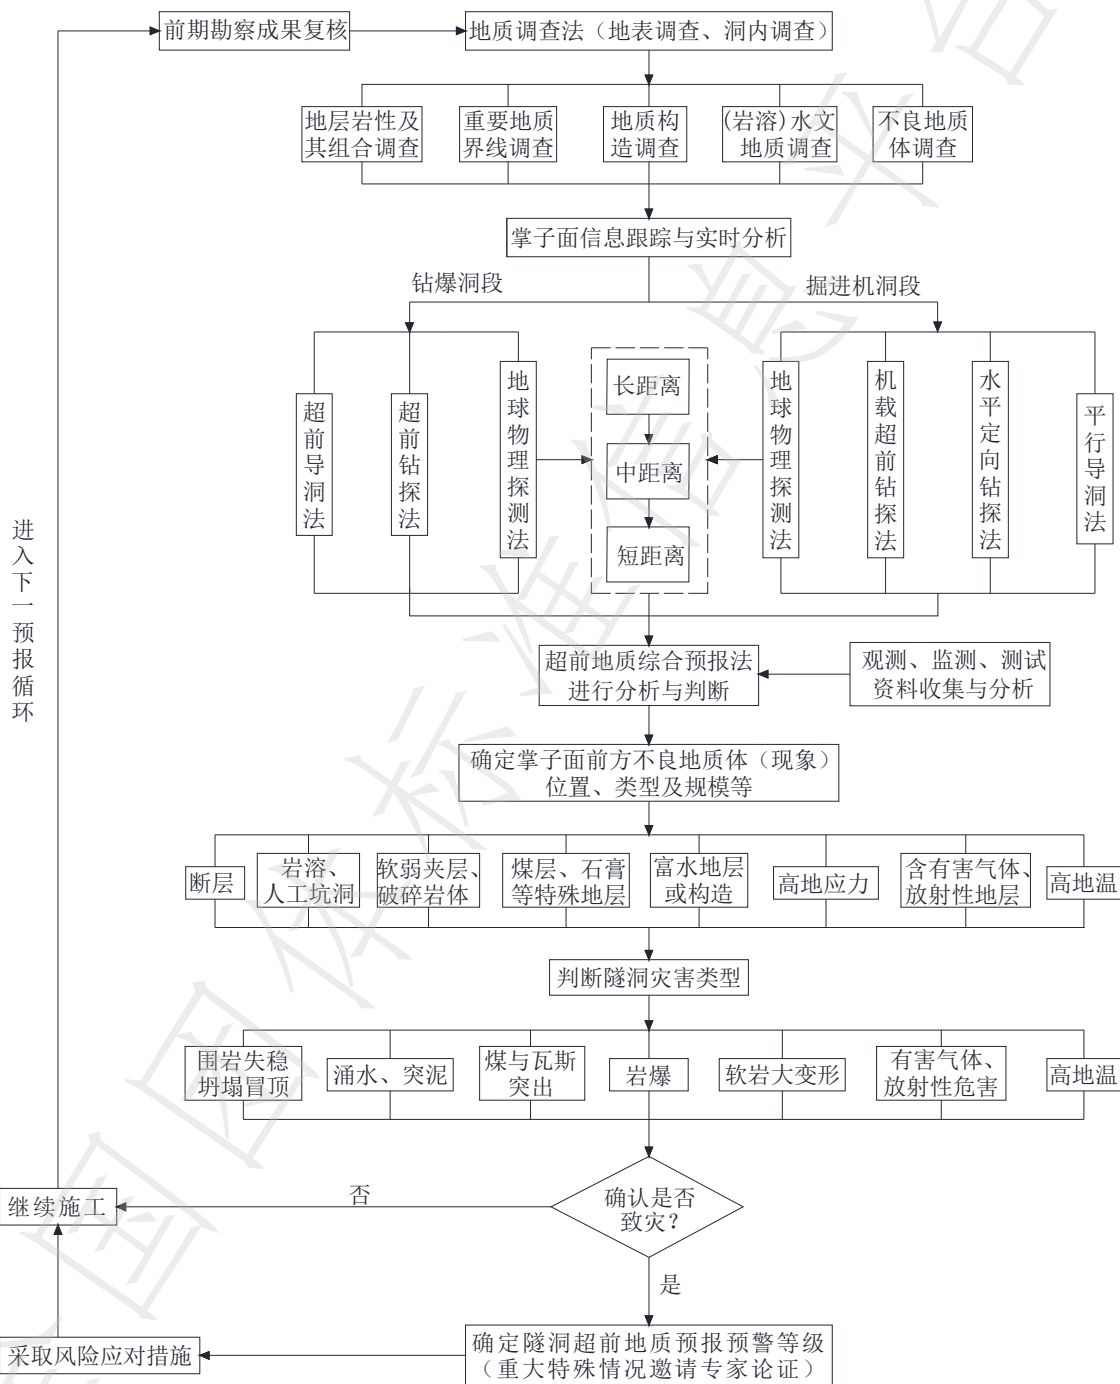 前期勘察成果复核
地质调查法（地表调查、洞内调查）
地层岩性及
其组合调查
重要地质
界线调查
地质构
造调查
(岩溶)水文
地质调查
不良地质
体调查
掌子面信息跟踪与实时分析
钻爆洞段
掘进机洞段
超前导洞法
超前钻探法
地球物理探测法
长距离
中距离
短距离
地球物理探测法
机载超前钻探法
水平定向钻探法
平行导洞法
进入下一预报循环
超前地质综合预报法
进行分析与判断
观测、监测、测试
资料收集与分析
确定掌子面前方不良地质体（现象）
位置、类型及规模等
断层
岩溶、
人工坑洞
软弱夹层、
破碎岩体
煤层、石膏
等特殊地层
富水地层
或构造
高地应力
含有害气体、
放射性地层
高地温
判断隧洞灾害类型
围岩失稳
坍塌冒顶
涌水、突泥
煤与瓦斯
突出
岩爆
软岩大变形
有害气体、
放射性危害
高地温
确认是否
致灾？
否
继续施工
是
确定隧洞超前地质预报预警等级
（重大特殊情况邀请专家论证）
采取风险应对措施
国团体标准信息平台